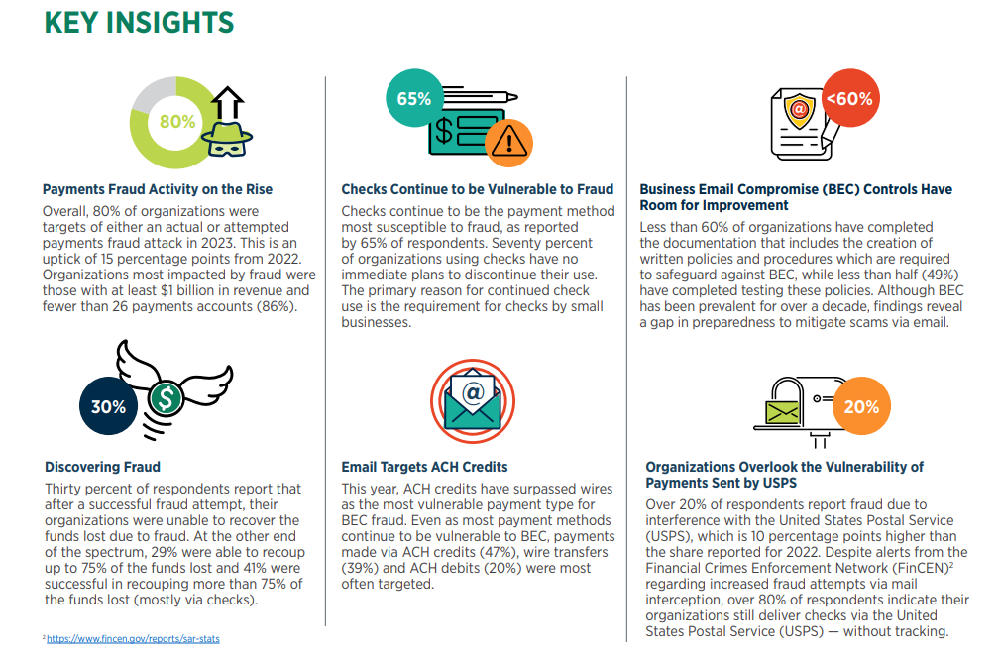 KEY INSIGHTS
80%
Payments Fraud Activity on the Rise
Overall, 80% of organizations were
targets of either an actual or attempted
payments fraud attack in 2023. This is an
uptick of 15 percentage points from 2022.
Organizations most impacted by fraud were
those with at least $1 billion in revenue and
fewer than 26 payments accounts (86%).
65%
$
Checks Continue to be Vulnerable to Fraud
Checks continue to be the payment method
most susceptible to fraud, as reported
by 65% of respondents. Seventy percent
of organizations using checks have no
immediate plans to discontinue their use.
The primary reason for continued check
use is the requirement for checks by small
businesses.
@
<60%
Business Email Compromise (BEC) Controls Have
Room for Improvement
Less than 60% of organizations have completed
the documentation that includes the creation of
written policies and procedures which are required
to safeguard against BEC, while less than half (49%)
have completed testing these policies. Although BEC
has been prevalent for over a decade, findings reveal
a gap in preparedness to mitigate scams via email.
30%
$
Discovering Fraud
Thirty percent of respondents report that
after a successful fraud attempt, their
organizations were unable to recover the
funds lost due to fraud. At the other end
of the spectrum, 29% were able to recoup
up to 75% of the funds lost and 41% were
successful in recouping more than 75% of
the funds lost (mostly via checks).
@
Email Targets ACH Credits
This year, ACH credits have surpassed wires
as the most vulnerable payment type for
BEC fraud. Even as most payment methods
continue to be vulnerable to BEC, payments
made via ACH credits (47%), wire transfers
(39%) and ACH debits (20%) were most
often targeted.
20%
Organizations Overlook the Vulnerability of
Payments Sent by USPS
Over 20% of respondents report fraud due to
interference with the United States Postal Service
(USPS), which is 10 percentage points higher than
the share reported for 2022. Despite alerts from the
Financial Crimes Enforcement Network (FinCEN)²
regarding increased fraud attempts via mail
interception, over 80% of respondents indicate their
organizations still deliver checks via the United
States Postal Service (USPS) — without tracking.
² https://www.fincen.gov/reports/sar-stats